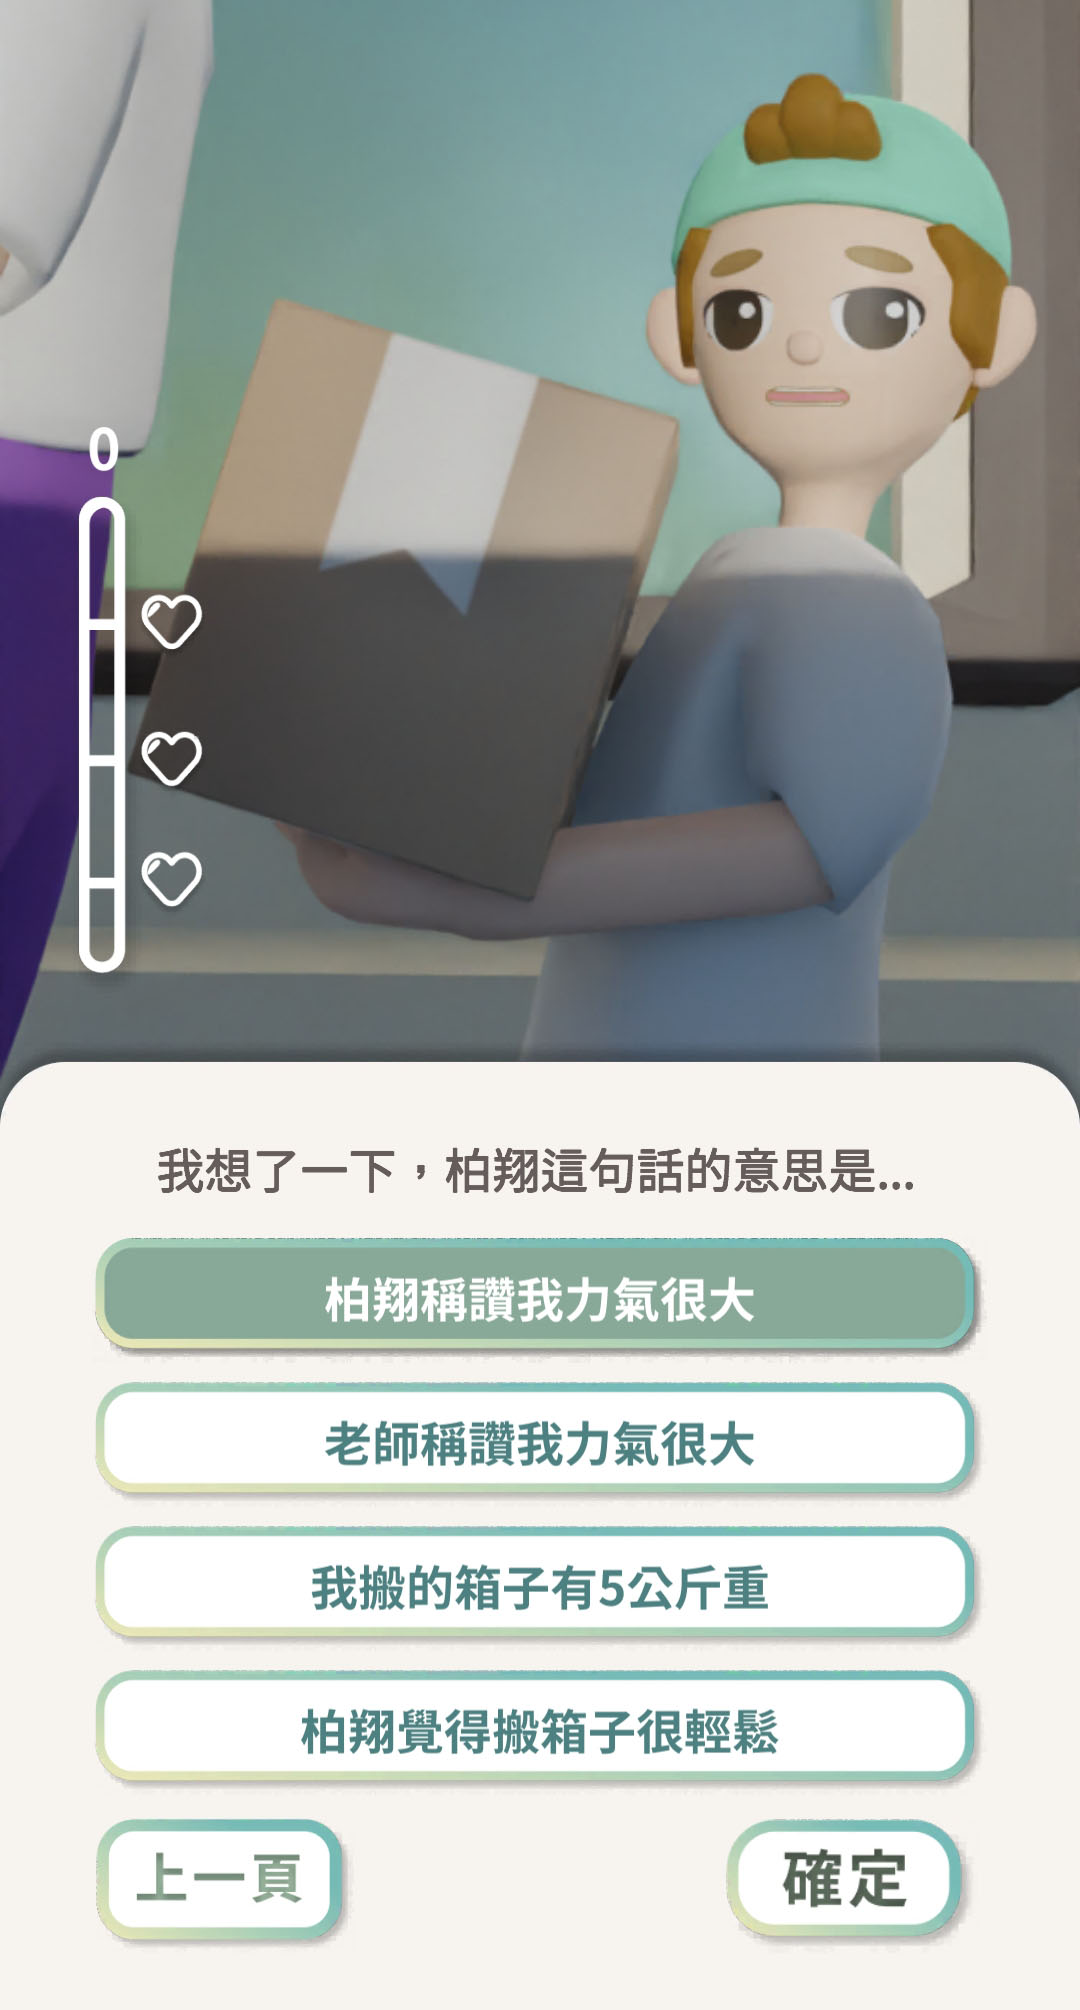 0
我想了一下，柏翔這句話的意思是...
柏翔稱讚我力氣很大
老師稱讚我力氣很大
我搬的箱子有5公斤重
柏翔覺得搬箱子很輕鬆
上一頁
確定